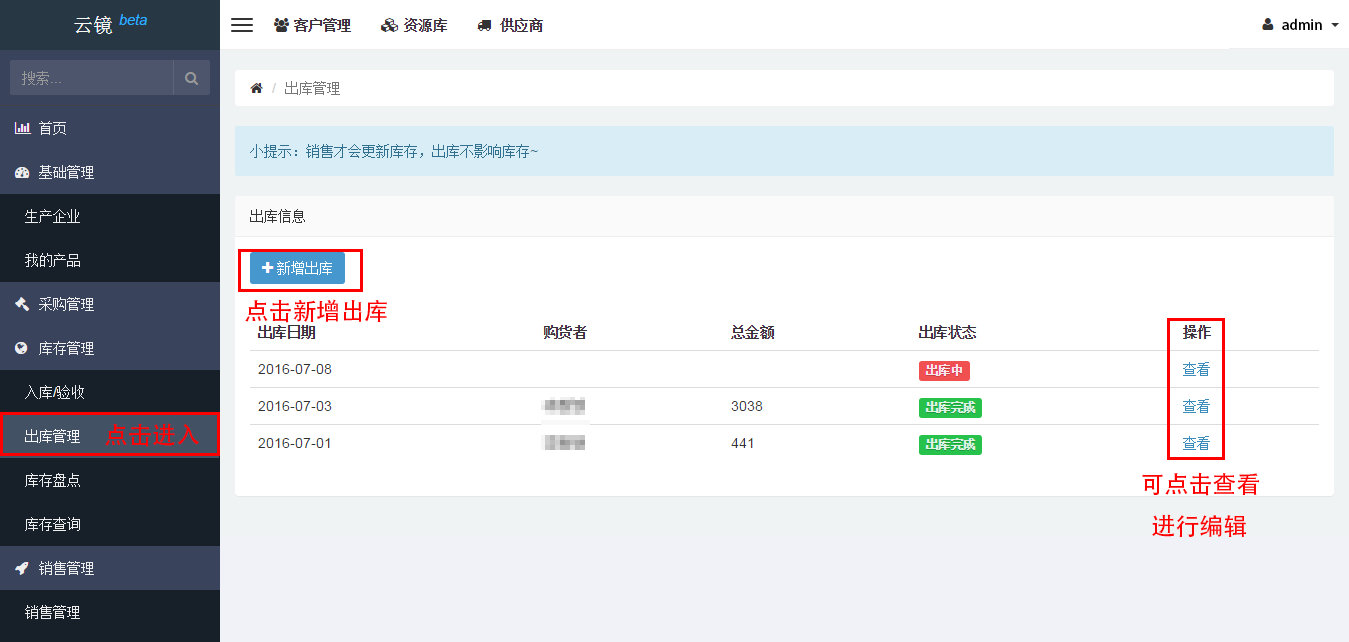 云镜 beta
客户管理 资源库 供应商
admin
搜索...
首页
基础管理
生产企业
我的产品
采购管理
库存管理
入库/验收
出库管理 点击进入
库存盘点
库存查询
销售管理
销售管理
/ 出库管理
小提示：销售才会更新库存，出库不影响库存~
出库信息
新增出库
点击新增出库
出库日期 购货者 总金额 出库状态 操作
2016-07-08 出库中 查看
2016-07-03 3038 出库完成 查看
2016-07-01 441 出库完成 查看
可点击查看
进行编辑